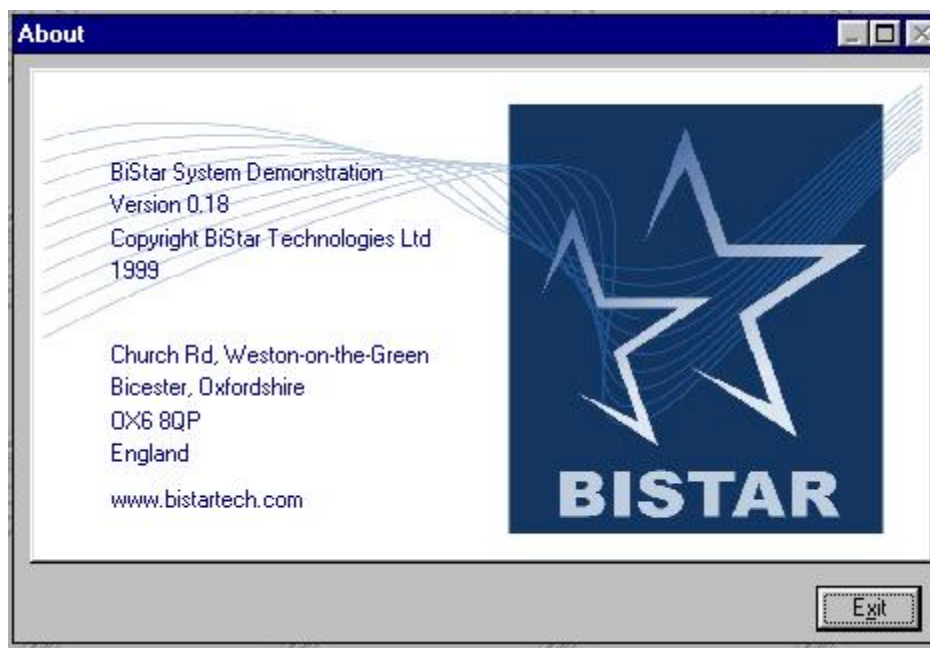 About
BiStar System Demonstration
Version 0.18
Copyright BiStar Technologies Ltd
1999
Church Rd, Weston-on-the-Green
Bicester, Oxfordshire
OX6 8QP
England
www.bistartech.com
BISTAR
Exit